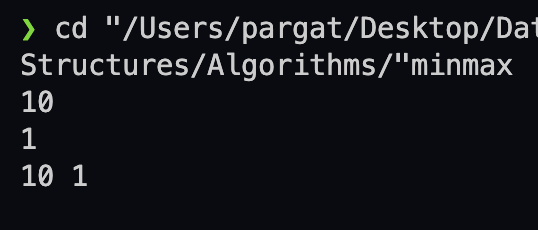 ❯ cd "/Users/pargat/Desktop/Dat
Structures/Algorithms/"minmax
10
1
10 1